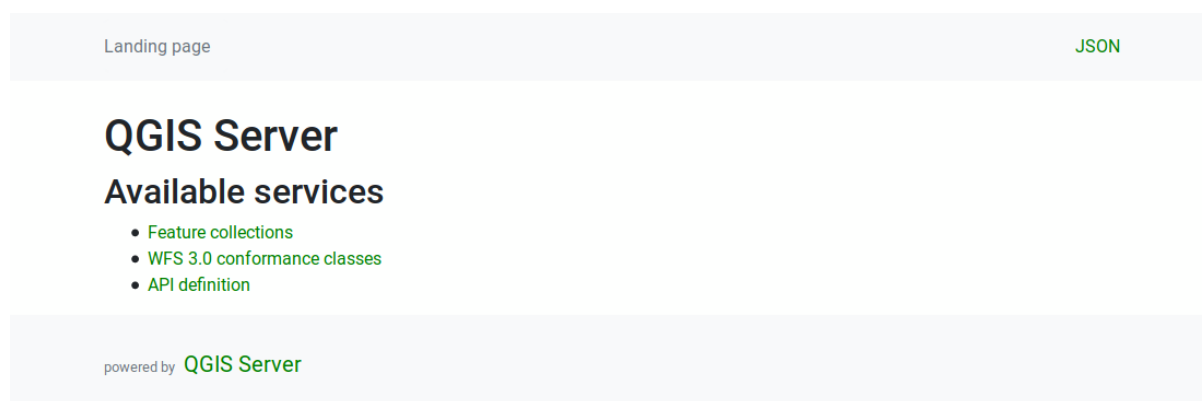 Landing page JSON
QGIS Server
Available services
Feature collections
WFS 3.0 conformance classes
API definition
powered by QGIS Server